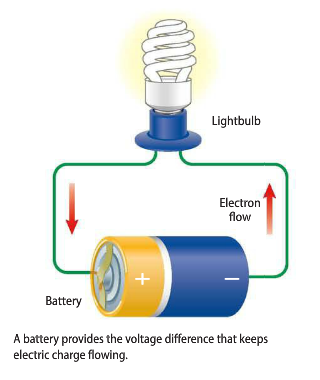 Lightbulb
Electron
flow
+
−
Battery
A battery provides the voltage difference that keeps
electric charge flowing.